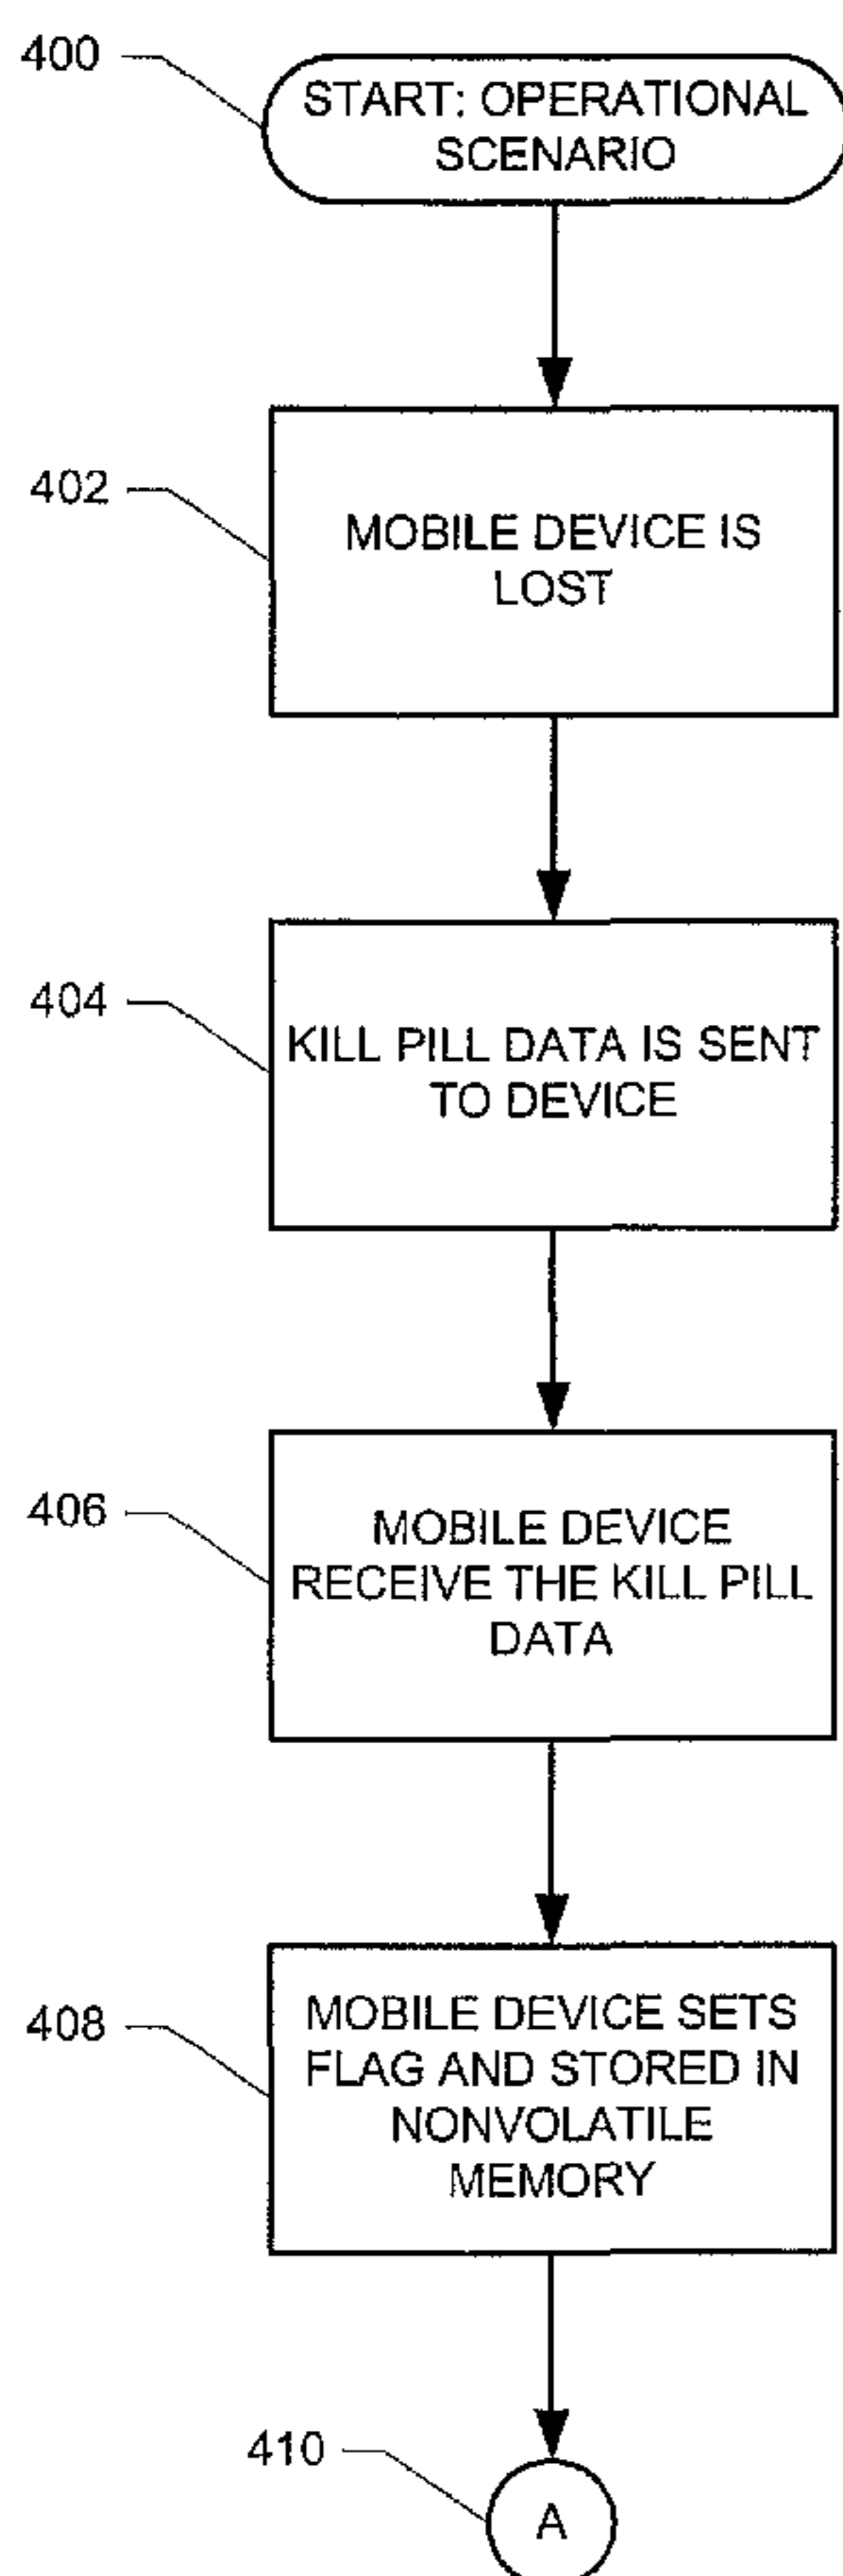 400
START: OPERATIONAL
SCENARIO
402
MOBILE DEVICE IS
LOST
404
KILL PILL DATA IS SENT
TO DEVICE
406
MOBILE DEVICE
RECEIVE THE KILL PILL
DATA
408
MOBILE DEVICE SETS
FLAG AND STORED IN
NONVOLATILE
MEMORY
410
A